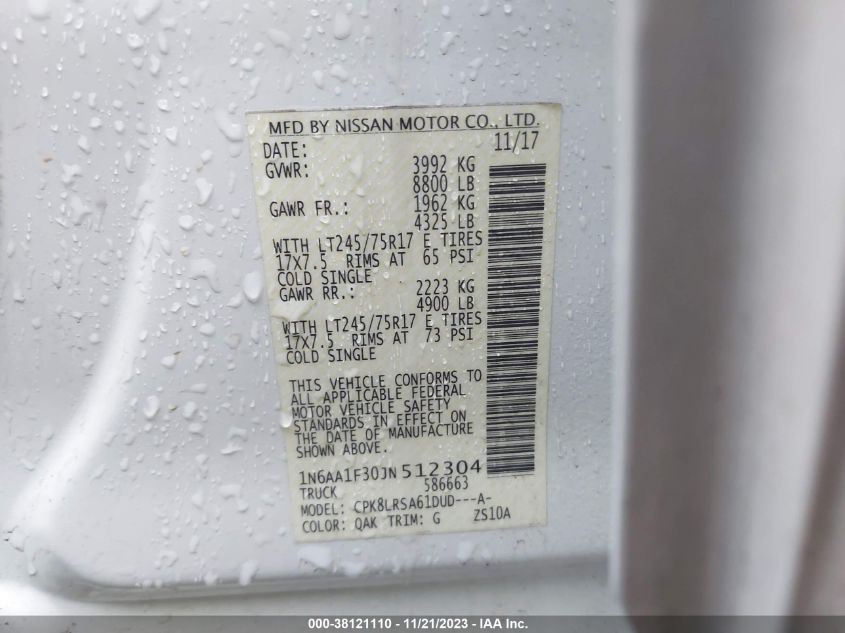 MFD BY NISSAN MOTOR CO., LTD.
DATE: 11/17
GVWR: 3992 KG
8800 LB
GAWR FR.: 1962 KG
4325 LB
WITH LT245/75R17 E TIRES
17X7.5 RIMS AT 65 PSI
COLD SINGLE
GAWR RR.: 2223 KG
4900 LB
WITH LT245/75R17 E TIRES
17X7.5 RIMS AT 73 PSI
COLD SINGLE
THIS VEHICLE CONFORMS TO
ALL APPLICABLE FEDERAL
MOTOR VEHICLE SAFETY
STANDARDS IN EFFECT ON
THE DATE OF MANUFACTURE
SHOWN ABOVE.
1N6AA1F30JN512304
TRUCK 586663
MODEL: CPK8LRSA61DUD---A-
COLOR: QAK TRIM: G ZS10A
000-38121110 - 11/21/2023 - IAA Inc.